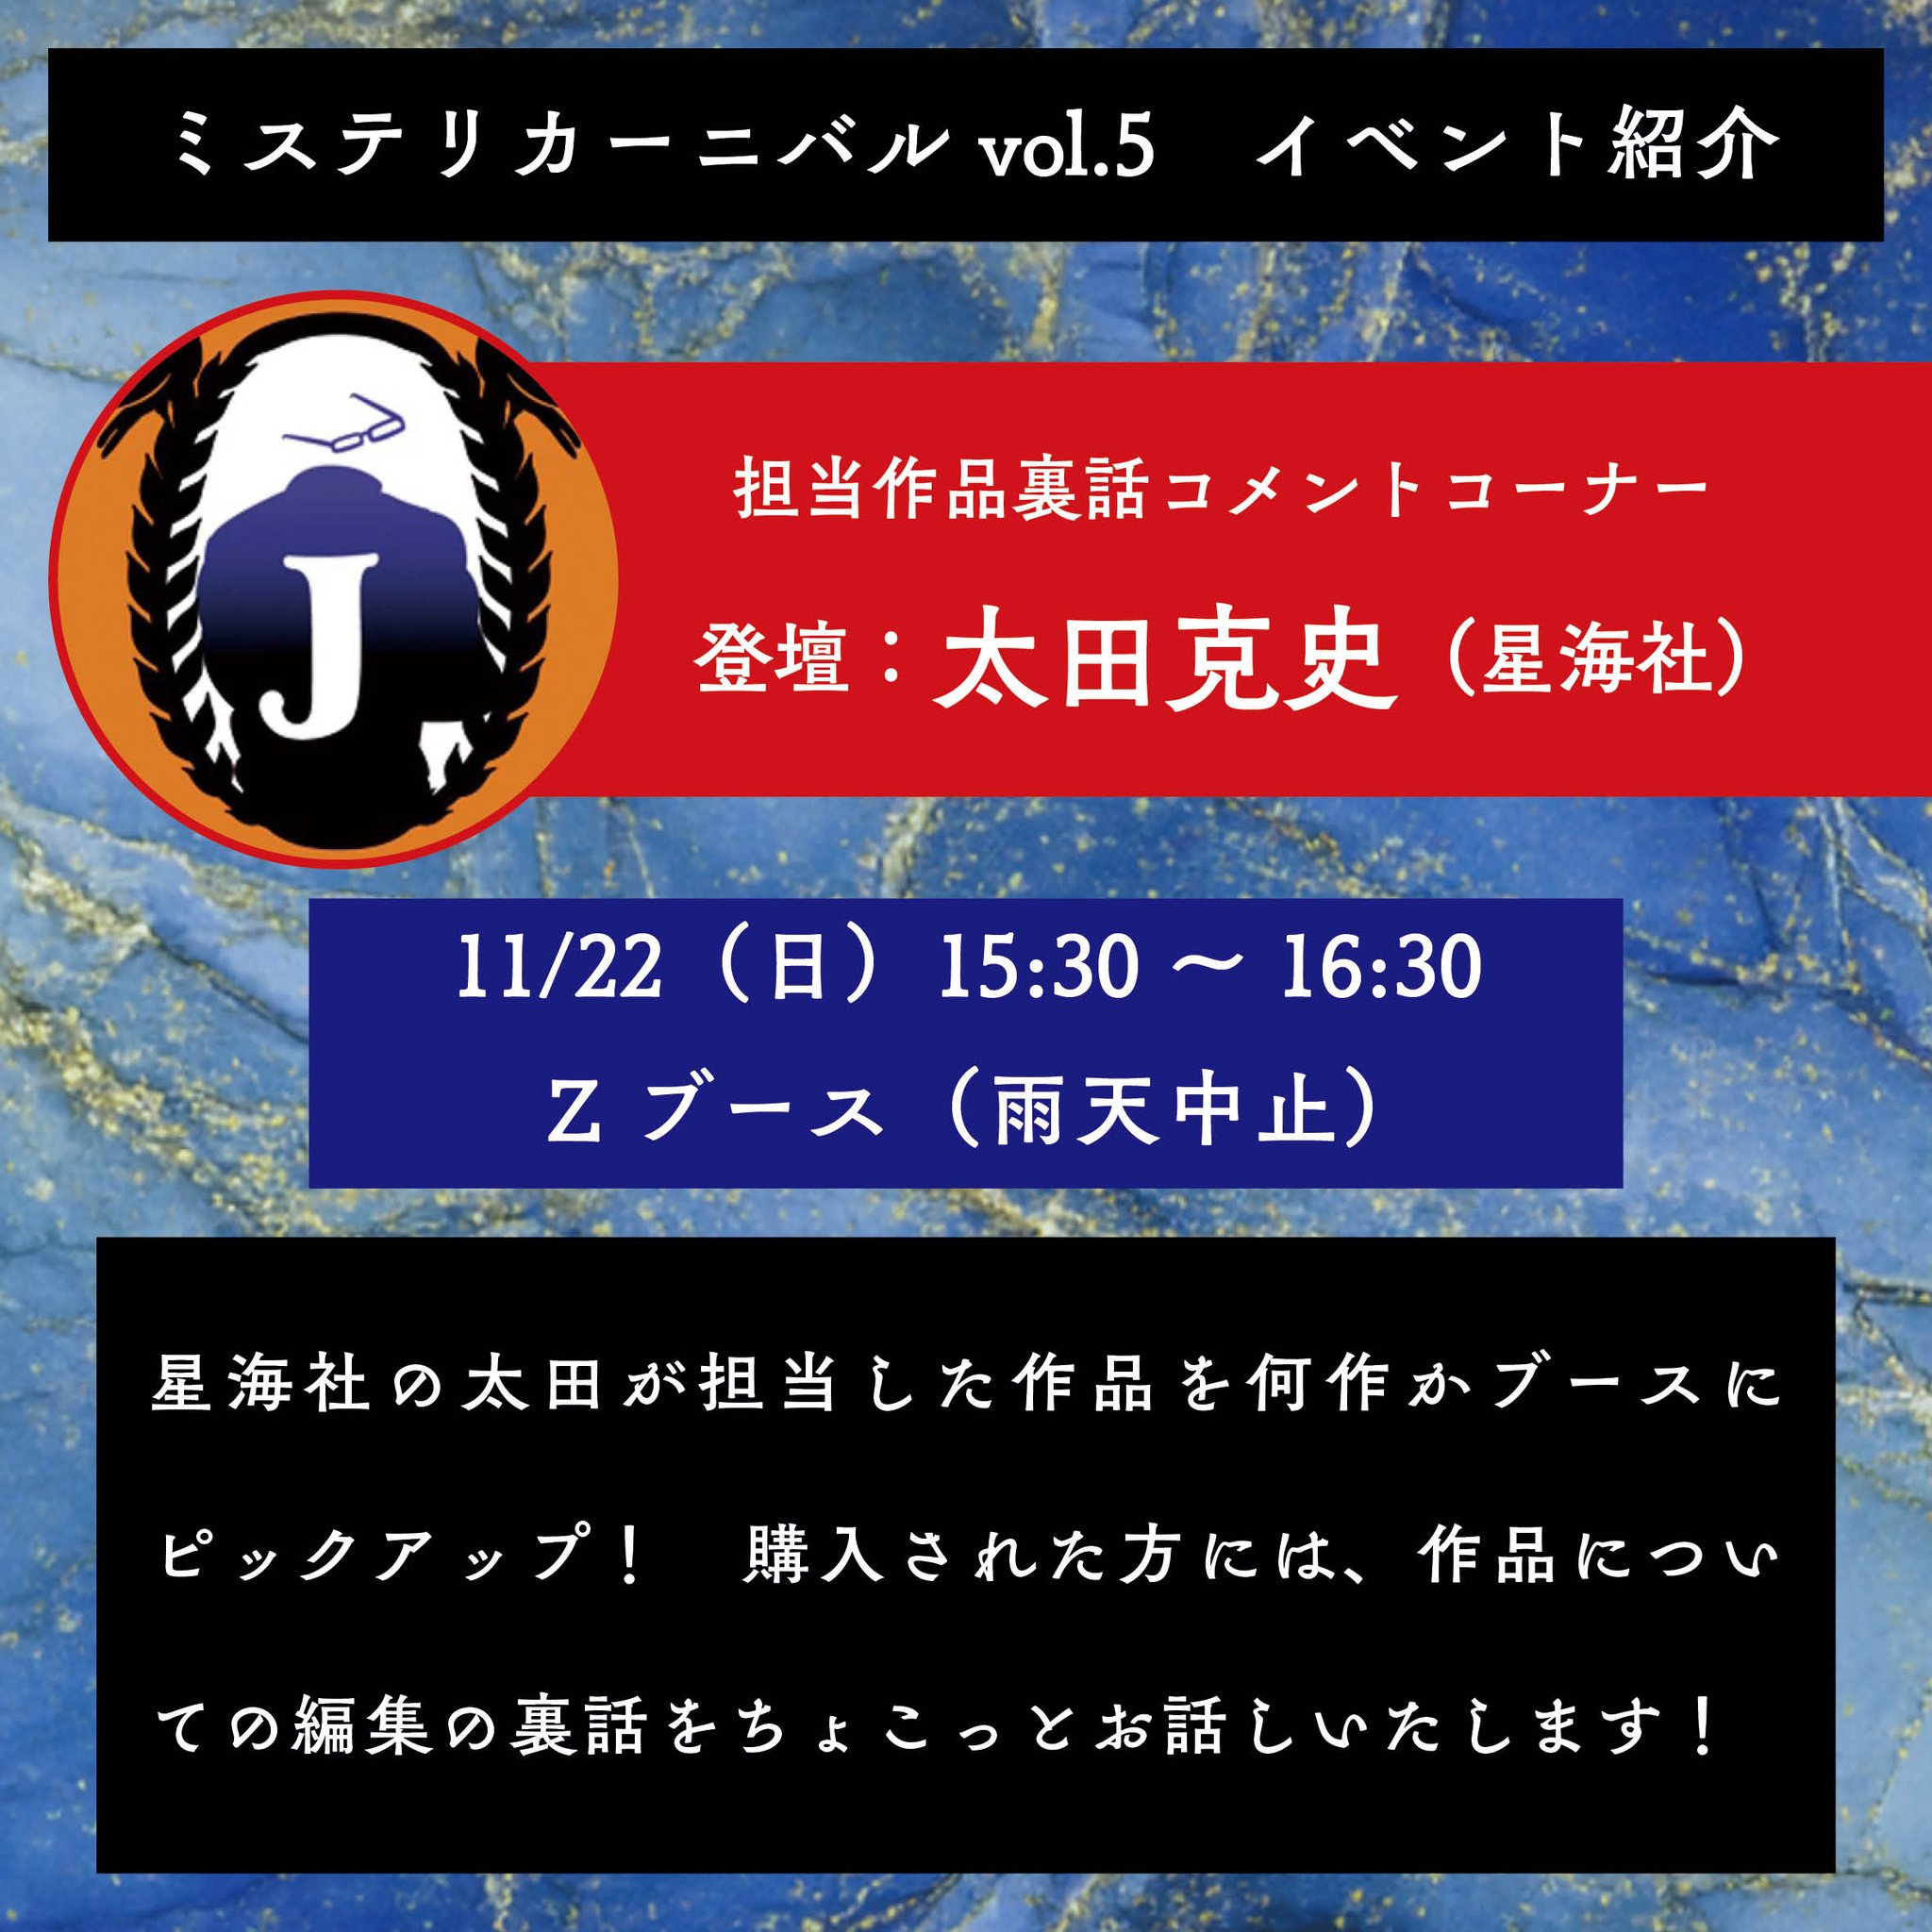 ミステリカーニバル vol.5　イベント紹介
J
担当作品裏話コメントコーナー
登壇：太田克史（星海社）
11/22（日）15:30 〜 16:30
Z ブース（雨天中止）
星海社の太田が担当した作品を何作かブースに
ピックアップ！　購入された方には、作品につい
ての編集の裏話をちょこっとお話しいたします！